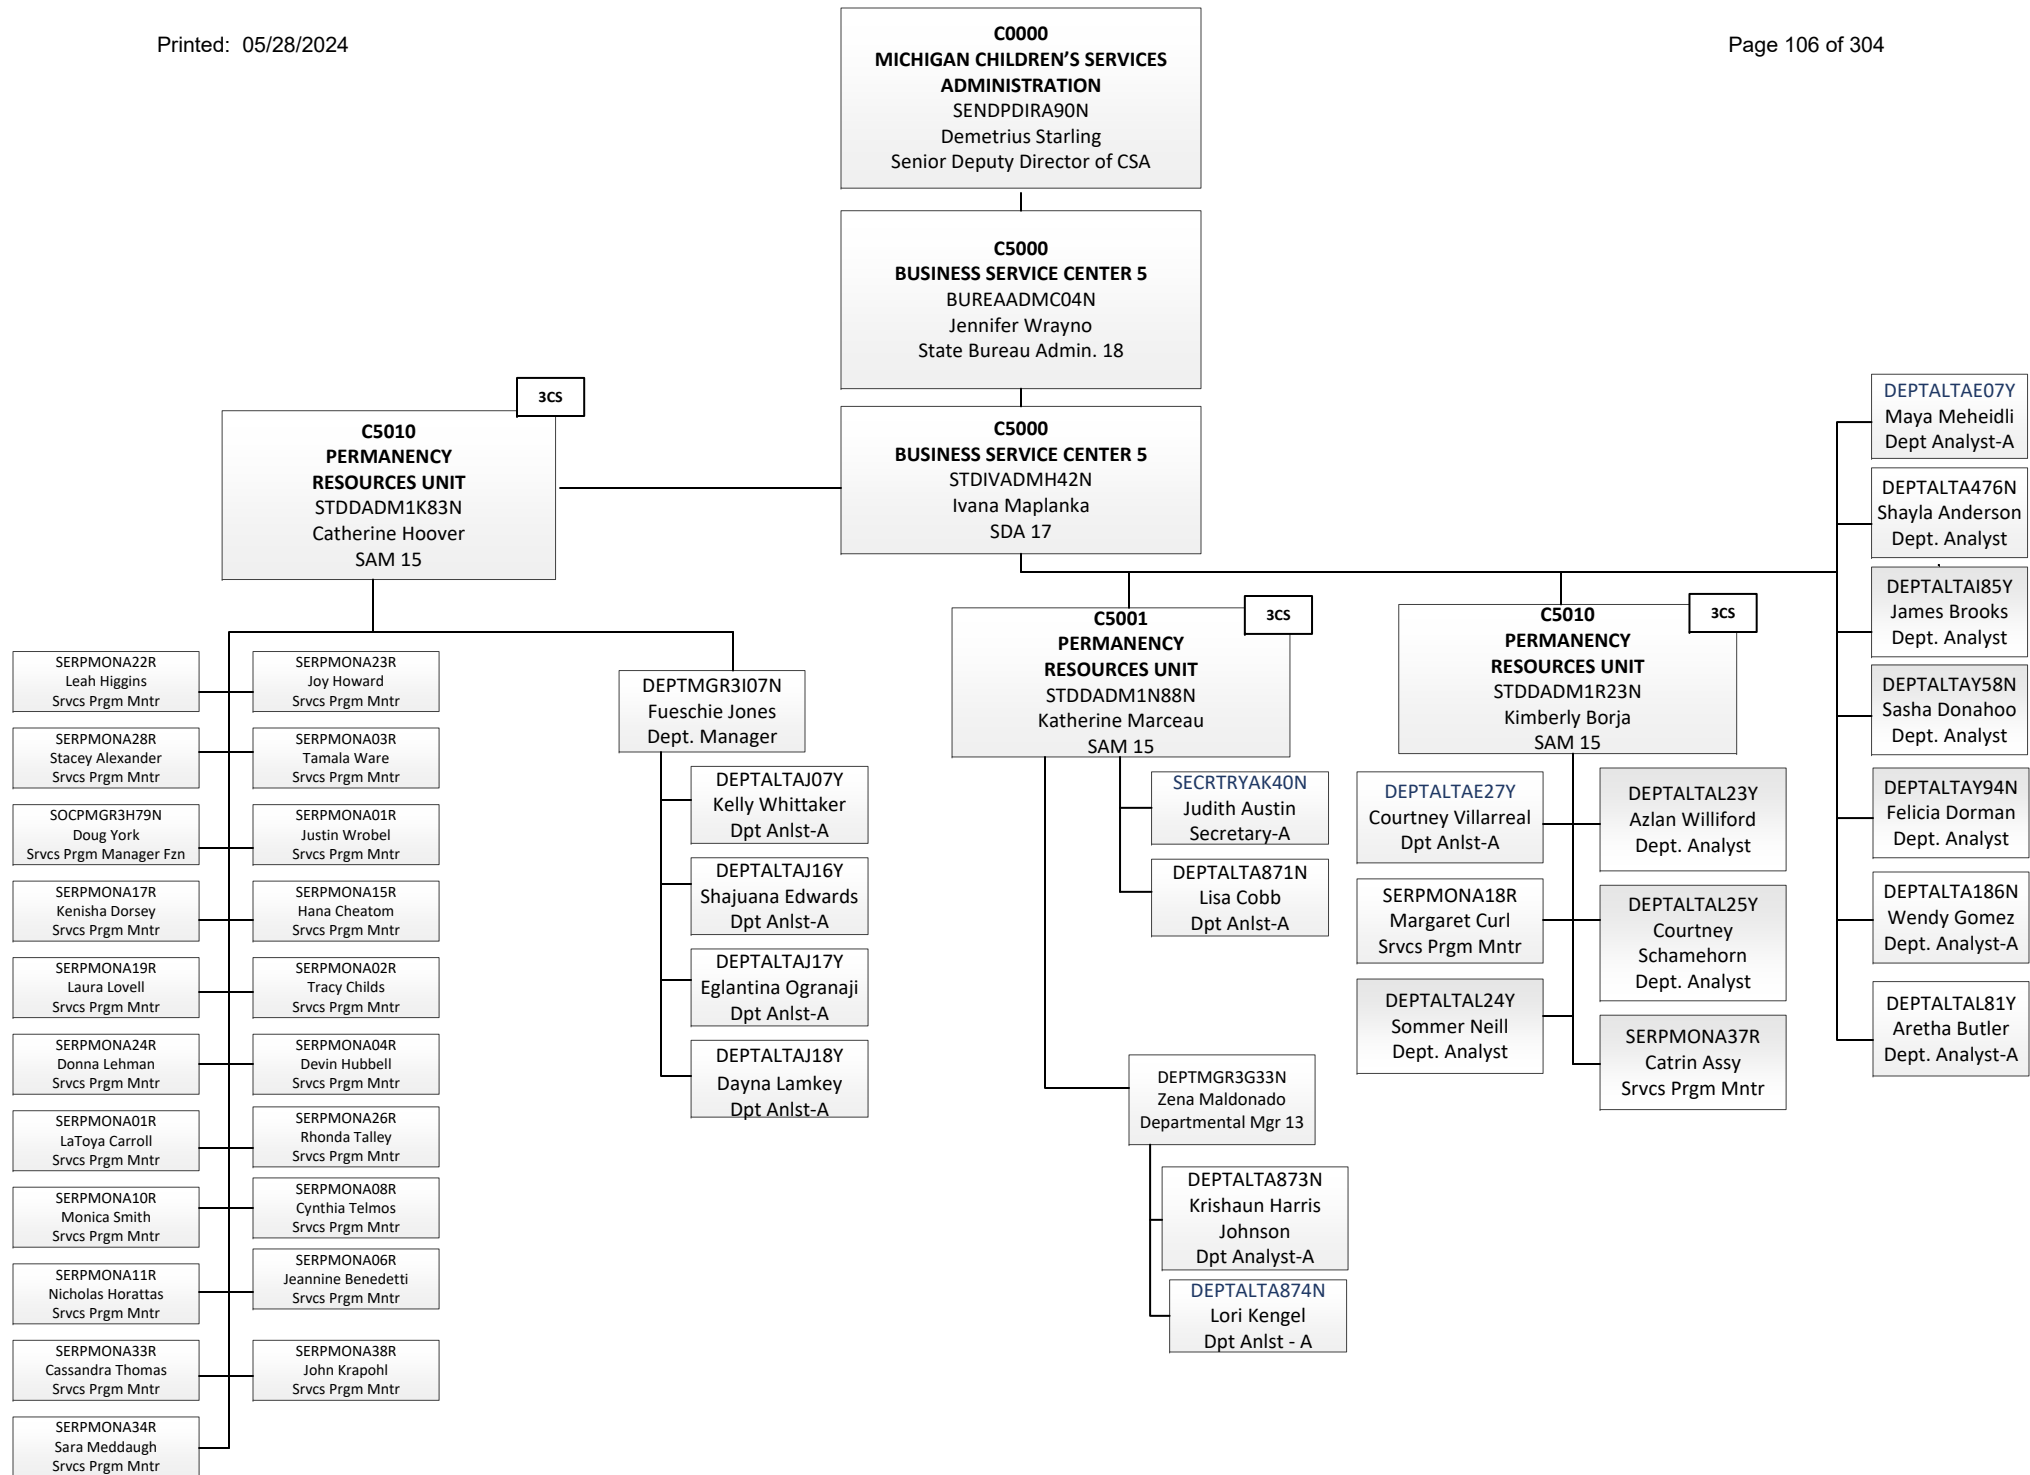 Printed: 05/28/2024
Page 106 of 304
C0000
MICHIGAN CHILDREN'S SERVICES
ADMINISTRATION
SENDPDIRA90N
Demetrius Starling
Senior Deputy Director of CSA
C5000
BUSINESS SERVICE CENTER 5
BUREAADMC04N
Jennifer Wrayno
State Bureau Admin. 18
C5000
BUSINESS SERVICE CENTER 5
STDIVADMH42N
Ivana Maplanka
SDA 17
3CS
C5010
PERMANENCY
RESOURCES UNIT
STDDADM1K83N
Catherine Hoover
SAM 15
SERPMONA22R
Leah Higgins
Srvcs Prgm Mntr
SERPMONA23R
Joy Howard
Srvcs Prgm Mntr
SERPMONA28R
Stacey Alexander
Srvcs Prgm Mntr
SERPMONA03R
Tamala Ware
Srvcs Prgm Mntr
SOCPMGR3H79N
Doug York
Srvcs Prgm Manager Fzn
SERPMONA01R
Justin Wrobel
Srvcs Prgm Mntr
SERPMONA17R
Kenisha Dorsey
Srvcs Prgm Mntr
SERPMONA15R
Hana Cheatom
Srvcs Prgm Mntr
SERPMONA19R
Laura Lovell
Srvcs Prgm Mntr
SERPMONA02R
Tracy Childs
Srvcs Prgm Mntr
SERPMONA24R
Donna Lehman
Srvcs Prgm Mntr
SERPMONA04R
Devin Hubbell
Srvcs Prgm Mntr
SERPMONA01R
LaToya Carroll
Srvcs Prgm Mntr
SERPMONA26R
Rhonda Talley
Srvcs Prgm Mntr
SERPMONA10R
Monica Smith
Srvcs Prgm Mntr
SERPMONA08R
Cynthia Telmos
Srvcs Prgm Mntr
SERPMONA11R
Nicholas Horattas
Srvcs Prgm Mntr
SERPMONA06R
Jeannine Benedetti
Srvcs Prgm Mntr
SERPMONA33R
Cassandra Thomas
Srvcs Prgm Mntr
SERPMONA38R
John Krapohl
Srvcs Prgm Mntr
SERPMONA34R
Sara Meddaugh
Srvcs Prgm Mntr
DEPTMGR3I07N
Fueschie Jones
Dept. Manager
DEPTALTAJ07Y
Kelly Whittaker
Dpt Anlst-A
DEPTALTAJ16Y
Shajuana Edwards
Dpt Anlst-A
DEPTALTAJ17Y
Eglantina Ogranaji
Dpt Anlst-A
DEPTALTAJ18Y
Dayna Lamkey
Dpt Anlst-A
3CS
C5001
PERMANENCY
RESOURCES UNIT
STDDADM1N88N
Katherine Marceau
SAM 15
SECRTRYAK40N
Judith Austin
Secretary-A
DEPTALTA871N
Lisa Cobb
Dpt Anlst-A
DEPTMGR3G33N
Zena Maldonado
Departmental Mgr 13
DEPTALTA873N
Krishaun Harris
Johnson
Dpt Analyst-A
DEPTALTA874N
Lori Kengel
Dpt Anlst - A
3CS
C5010
PERMANENCY
RESOURCES UNIT
STDDADM1R23N
Kimberly Borja
SAM 15
DEPTALTAE27Y
Courtney Villarreal
Dpt Anlst-A
DEPTALTAL23Y
Azlan Williford
Dept. Analyst
SERPMONA18R
Margaret Curl
Srvcs Prgm Mntr
DEPTALTAL25Y
Courtney
Schamehorn
Dept. Analyst
DEPTALTAL24Y
Sommer Neill
Dept. Analyst
SERPMONA37R
Catrin Assy
Srvcs Prgm Mntr
DEPTALTAE07Y
Maya Meheidli
Dept Analyst-A
DEPTALTA476N
Shayla Anderson
Dept. Analyst
DEPTALTAI85Y
James Brooks
Dept. Analyst
DEPTALTAY58N
Sasha Donahoo
Dept. Analyst
DEPTALTAY94N
Felicia Dorman
Dept. Analyst
DEPTALTA186N
Wendy Gomez
Dept. Analyst-A
DEPTALTAL81Y
Aretha Butler
Dept. Analyst-A